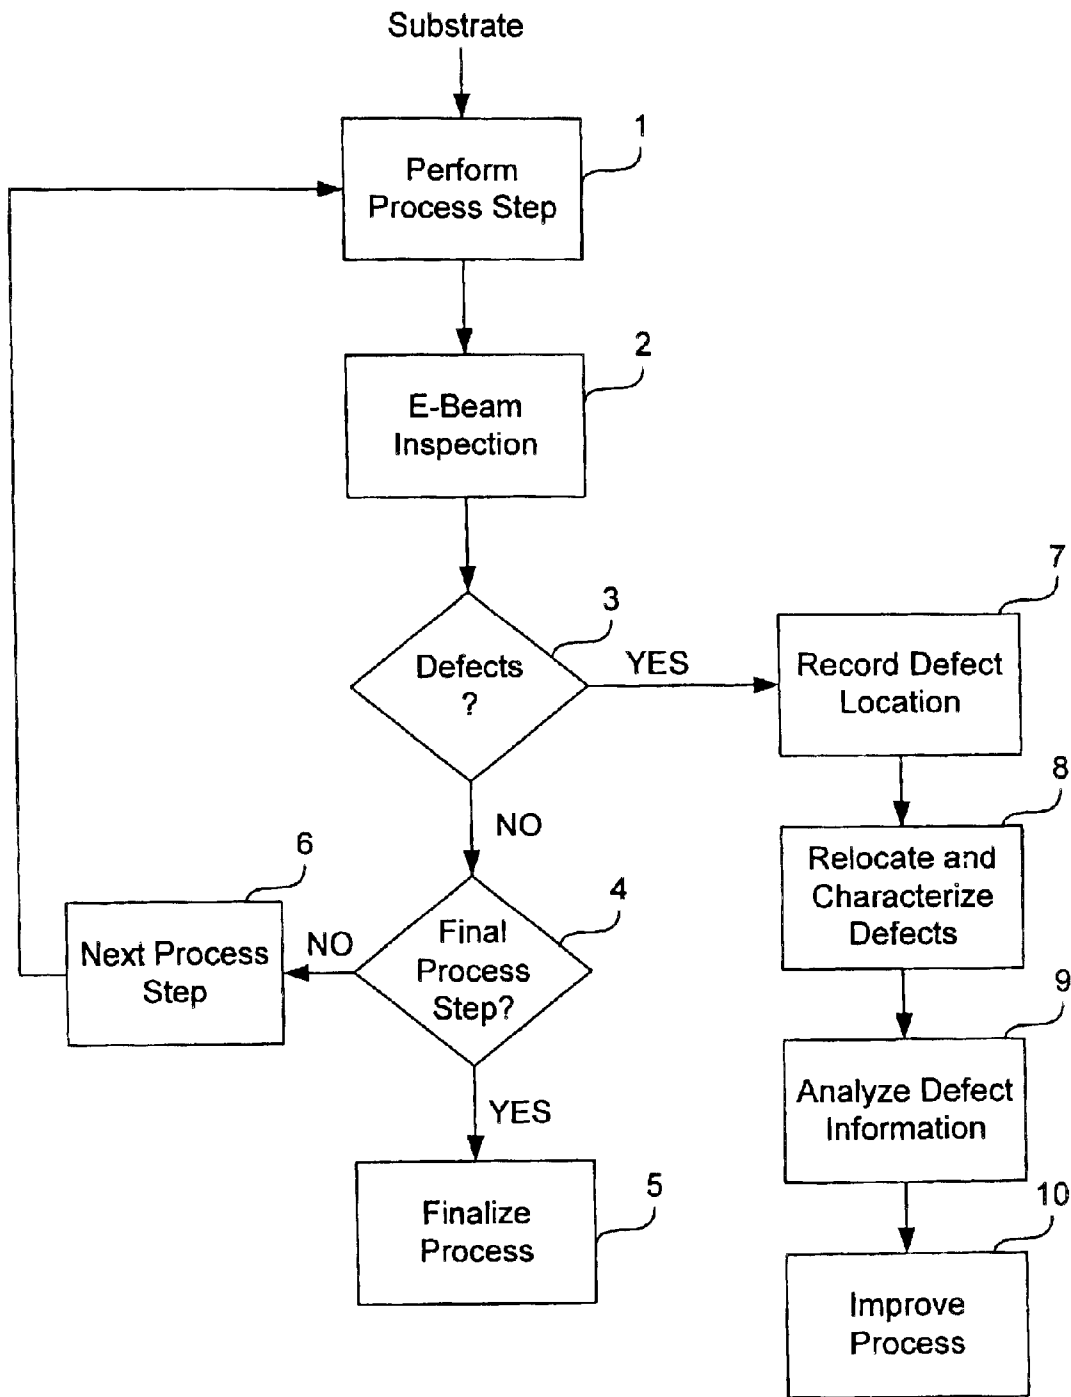 Substrate
1
Perform
Process Step
2
E-Beam
Inspection
3
Defects
?
YES
7
Record Defect
Location
NO
8
Relocate and
Characterize
Defects
6
Next Process
Step
NO
4
Final
Process
Step?
9
Analyze Defect
Information
YES
5
Finalize
Process
10
Improve
Process